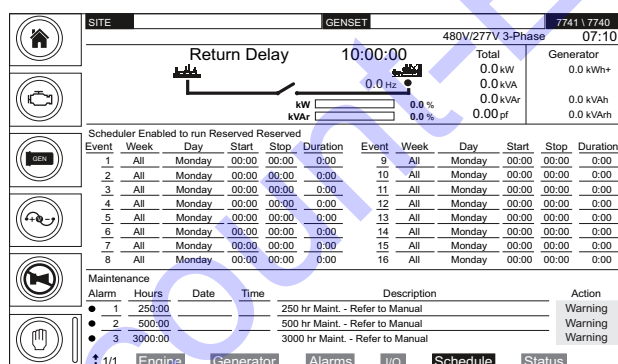 SITE GENSET 7741 \ 7740
480V/277V 3-Phase 07:10
Return Delay 10:00:00 Total Generator
0.0 kW 0.0 kWh+
0.0 Hz
0.0 kVA
kW 0.0 % 0.0 kVAr 0.0 kVAh
kVAr 0.0 % 0.00 pf 0.0 kVArh
Scheduler Enabled to run Reserved Reserved
Event Week Day Start Stop Duration Event Week Day Start Stop Duration
1 All Monday 00:00 00:00 0:00 9 All Monday 00:00 00:00 0:00
2 All Monday 00:00 00:00 0:00 10 All Monday 00:00 00:00 0:00
3 All Monday 00:00 00:00 0:00 11 All Monday 00:00 00:00 0:00
4 All Monday 00:00 00:00 0:00 12 All Monday 00:00 00:00 0:00
5 All Monday 00:00 00:00 0:00 13 All Monday 00:00 00:00 0:00
6 All Monday 00:00 00:00 0:00 14 All Monday 00:00 00:00 0:00
7 All Monday 00:00 00:00 0:00 15 All Monday 00:00 00:00 0:00
8 All Monday 00:00 00:00 0:00 16 All Monday 00:00 00:00 0:00
GEN
Maintenance
Alarm Hours Date Time Description Action
1 250:00 250 hr Maint. - Refer to Manual Warning
2 500:00 500 hr Maint. - Refer to Manual Warning
3 3000:00 3000 hr Maint. - Refer to Manual Warning
1/1 Engine Generator Alarms I/O Schedule Status